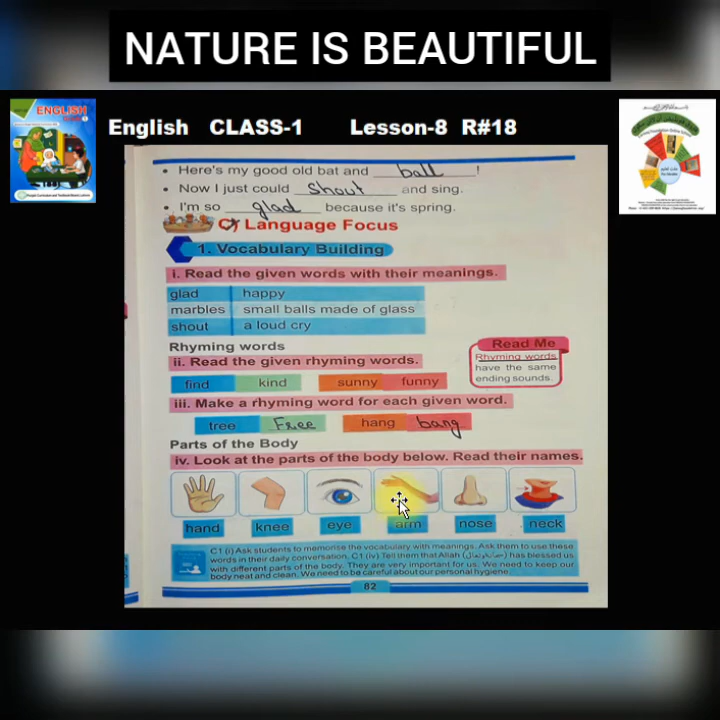 NATURE IS BEAUTIFUL
ENGLISH
English CLASS-1 Lesson-8 R#18
• Here's my good old bat and ball !
• Now I just could shout and sing.
• I'm so glad because it's spring.
C) Language Focus
1. Vocabulary Building
i. Read the given words with their meanings.
glad happy
marbles small balls made of glass
shout a loud cry
Rhyming words
Read Me
ii. Read the given rhyming words.
Rhyming words
have the same
ending sounds.
find kind sunny funny
iii. Make a rhyming word for each given word.
tree Free hang bang
Parts of the Body
iv. Look at the parts of the body below. Read their names.
hand knee eye arm nose neck
C1 (i) Ask students to memorise the vocabulary with meanings. Ask them to use these
words in their daily conversation. C1 (iv) Tell them that Allah has blessed us
with different parts of the body. They are very important for us. We need to keep our
body neat and clean. We need to be careful about our personal hygiene.
82